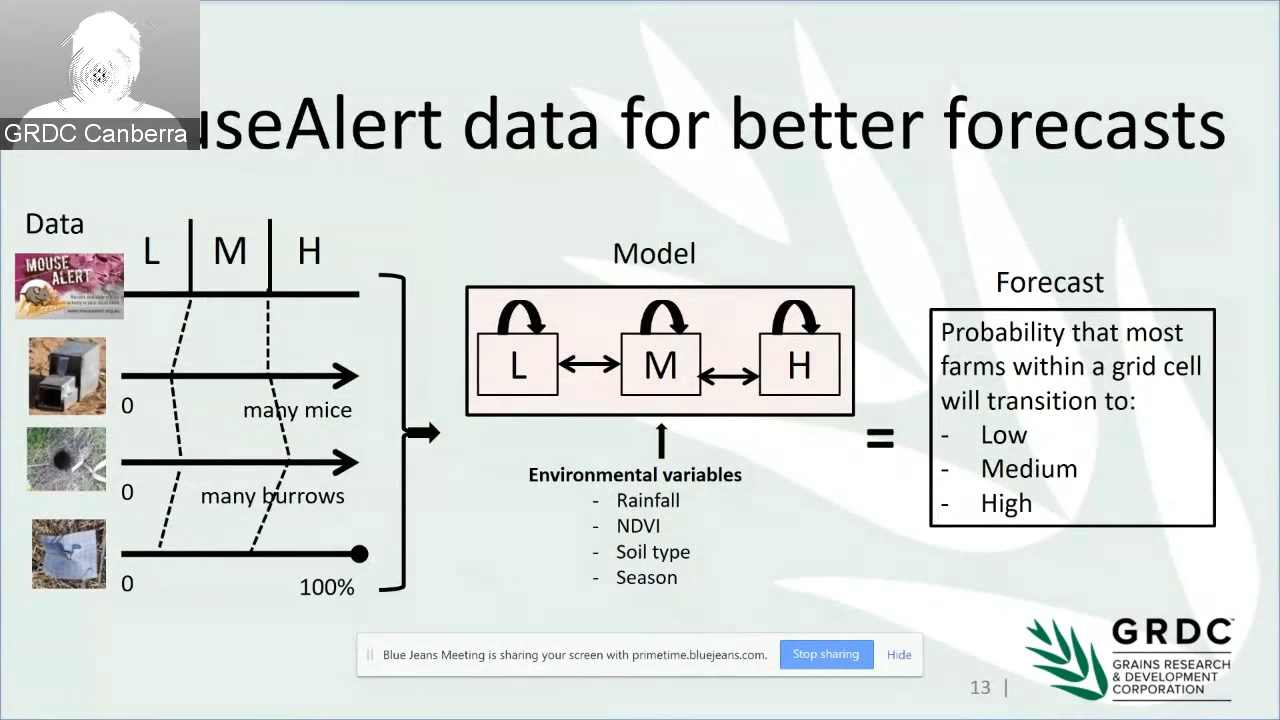 GRDC Canberra
useAlert data for better forecasts
Data
L M H
MOUSE
ALERT
0
many mice
0
many burrows
0
100%
Model
L M H
Environmental variables
- Rainfall
- NDVI
- Soil type
- Season
=
Forecast
Probability that most
farms within a grid cell
will transition to:
- Low
- Medium
- High
Blue Jeans Meeting is sharing your screen with primetime.bluejeans.com.
Stop sharing
Hide
13 |
GRDC™
GRAINS RESEARCH
& DEVELOPMENT
CORPORATION